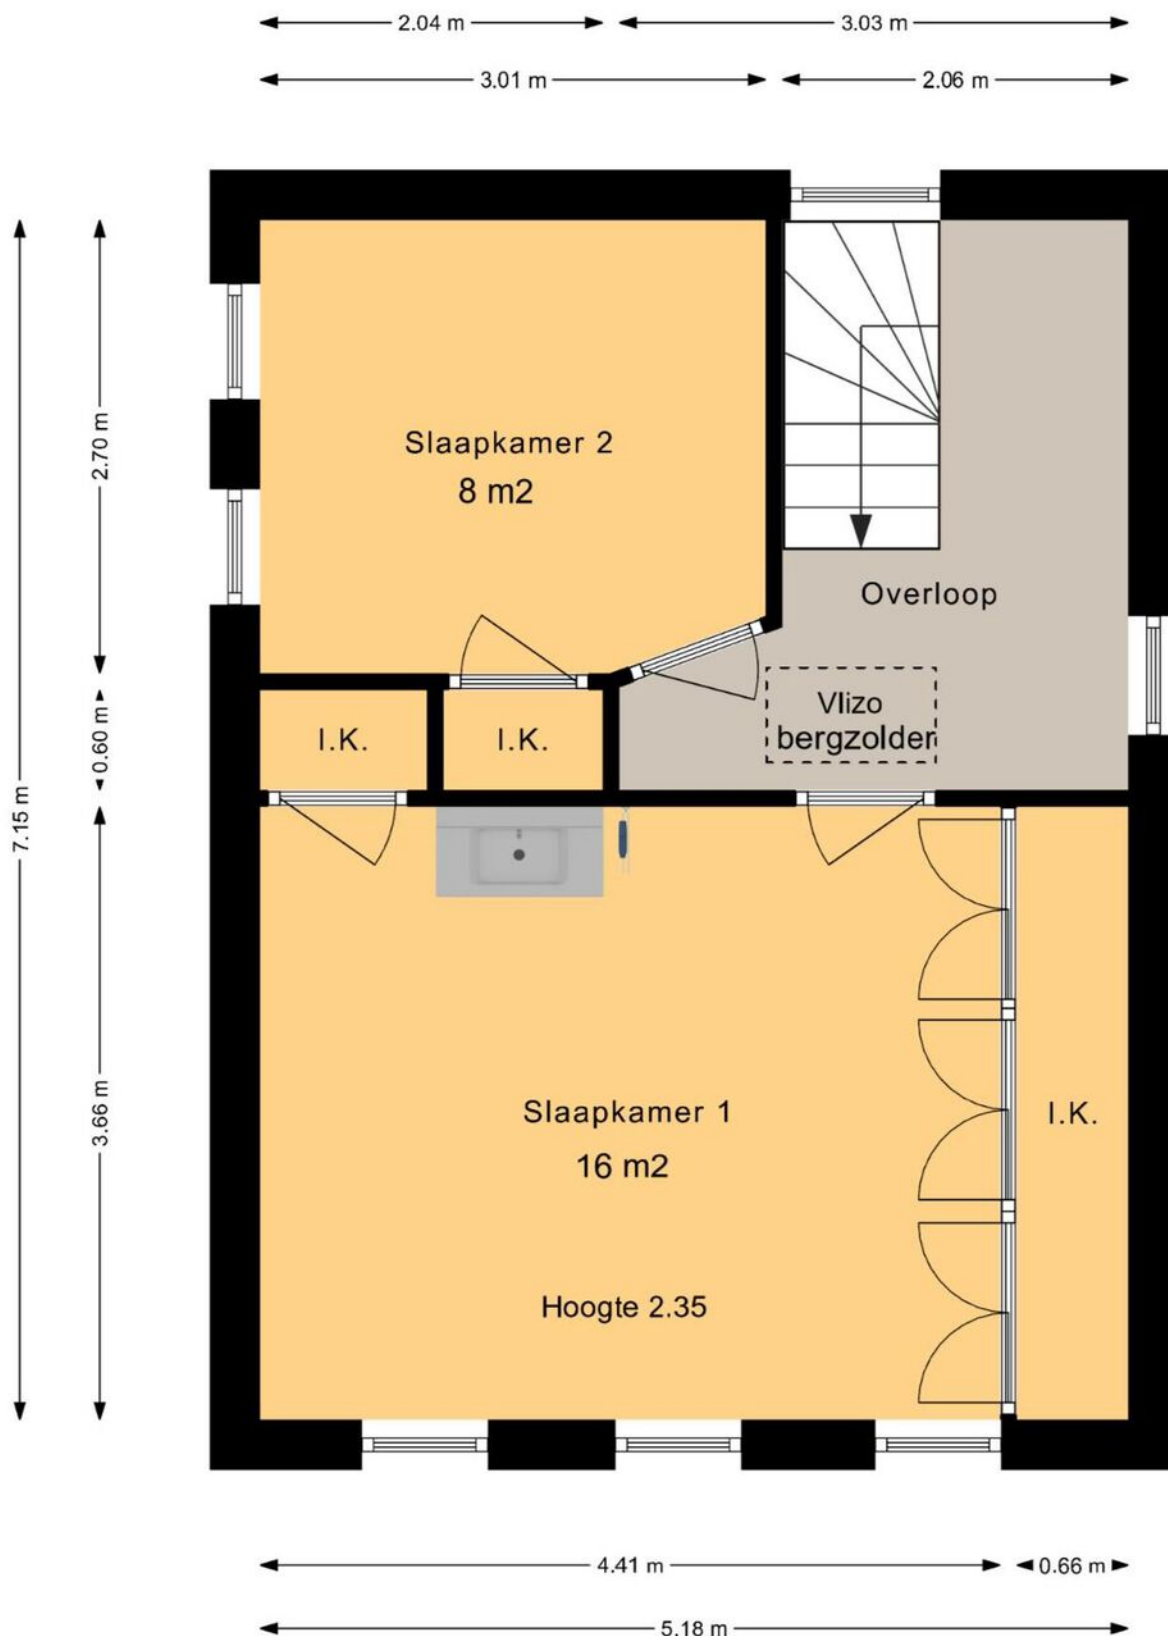 2.04 m
3.03 m
3.01 m
2.06 m
Slaapkamer 2
8 m2
2.70 m
Overloop
Vlizo
bergzolder
I.K.
I.K.
0.60 m
7.15 m
3.66 m
Slaapkamer 1
16 m2
I.K.
Hoogte 2.35
4.41 m
0.66 m
5.18 m